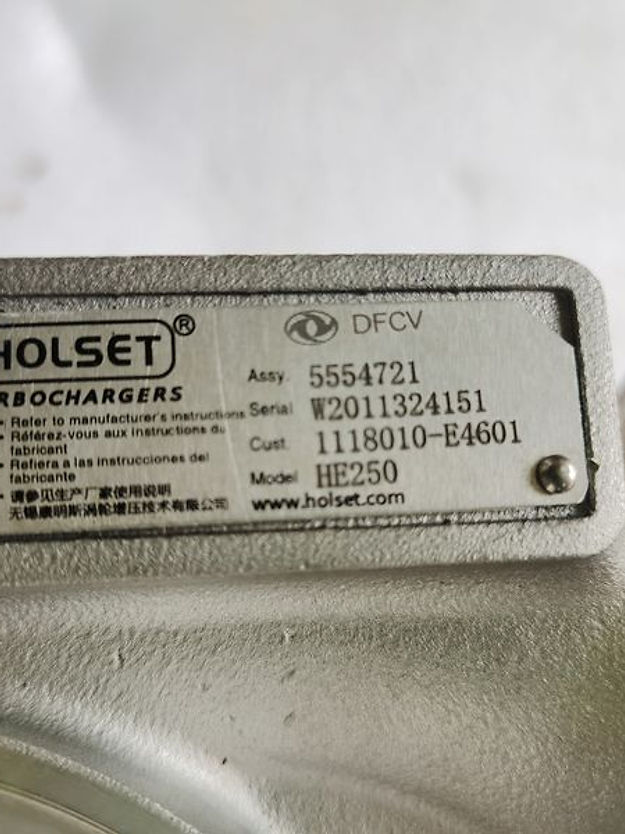 HOLSET®
RBOCHARGERS
• Refer to manufacturer's instructions
• Référez-vous aux instructions du
fabricant
• Refiera a las instrucciones del
fabricante
• 请参见生产厂家使用说明
无锡康明斯涡轮增压技术有限公司
DFCV
Assy. 5554721
Serial W2011324151
Cust. 1118010-E4601
Model HE250
www.holset.com